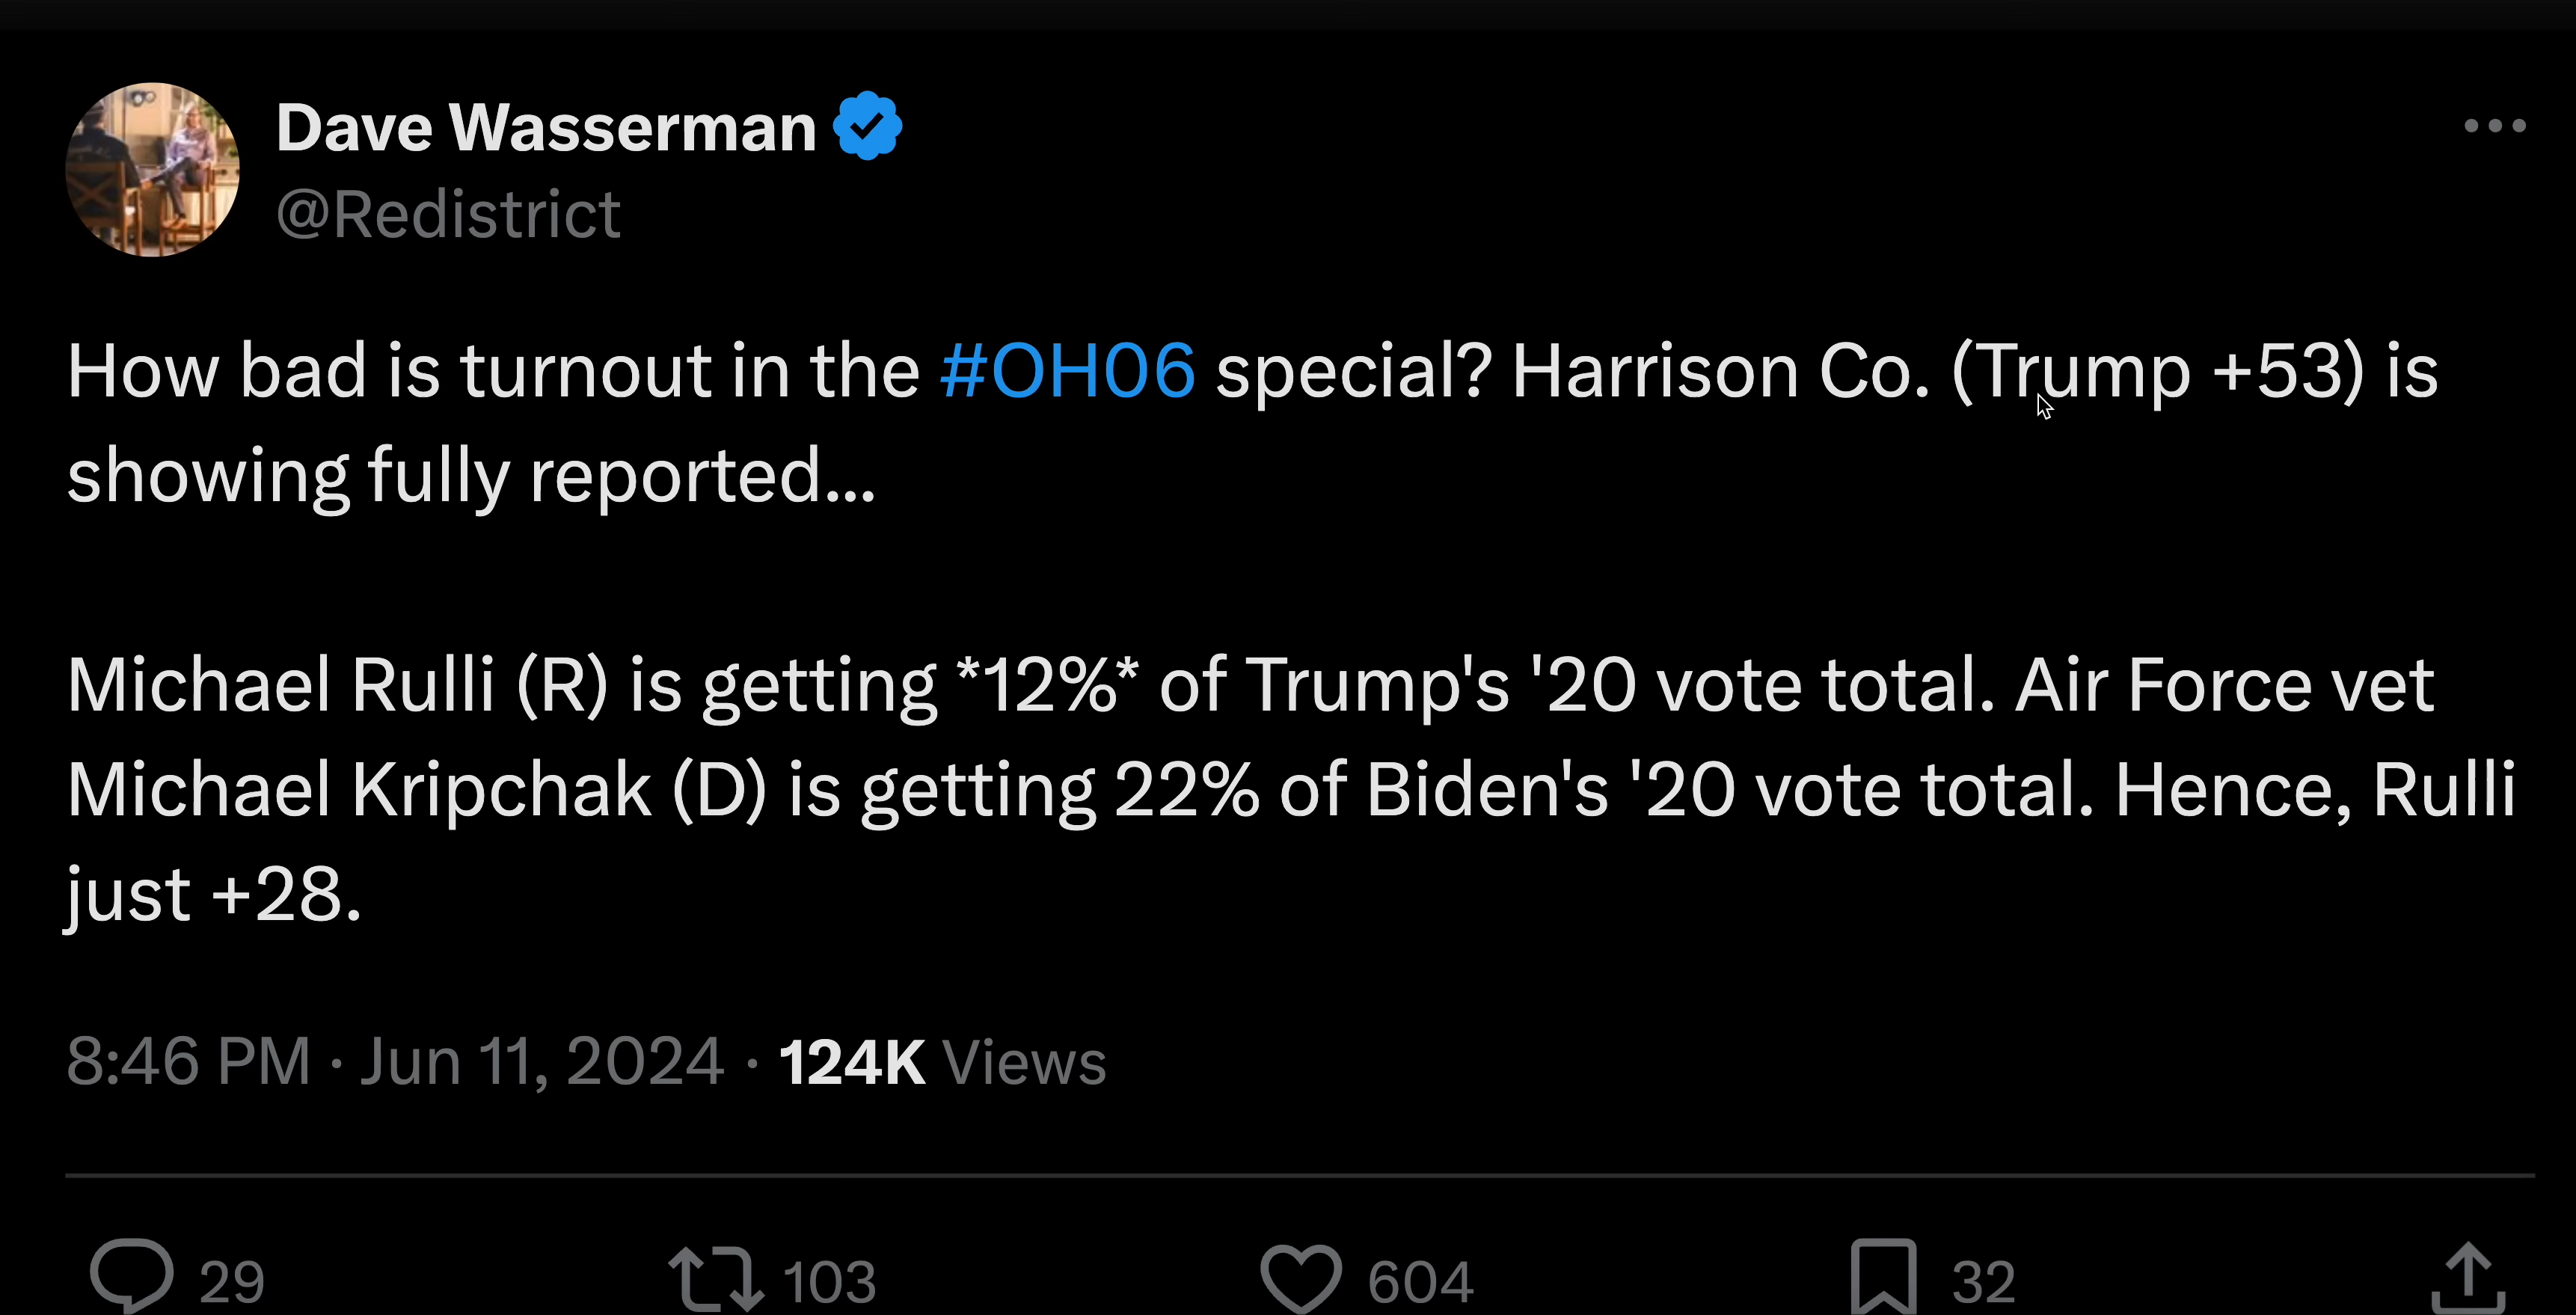 Dave Wasserman
@Redistrict
How bad is turnout in the #OH06 special? Harrison Co. (Trump +53) is
showing fully reported...
Michael Rulli (R) is getting *12%* of Trump's '20 vote total. Air Force vet
Michael Kripchak (D) is getting 22% of Biden's '20 vote total. Hence, Rulli
just +28.
8:46 PM · Jun 11, 2024 · 124K Views
29 103 604 32